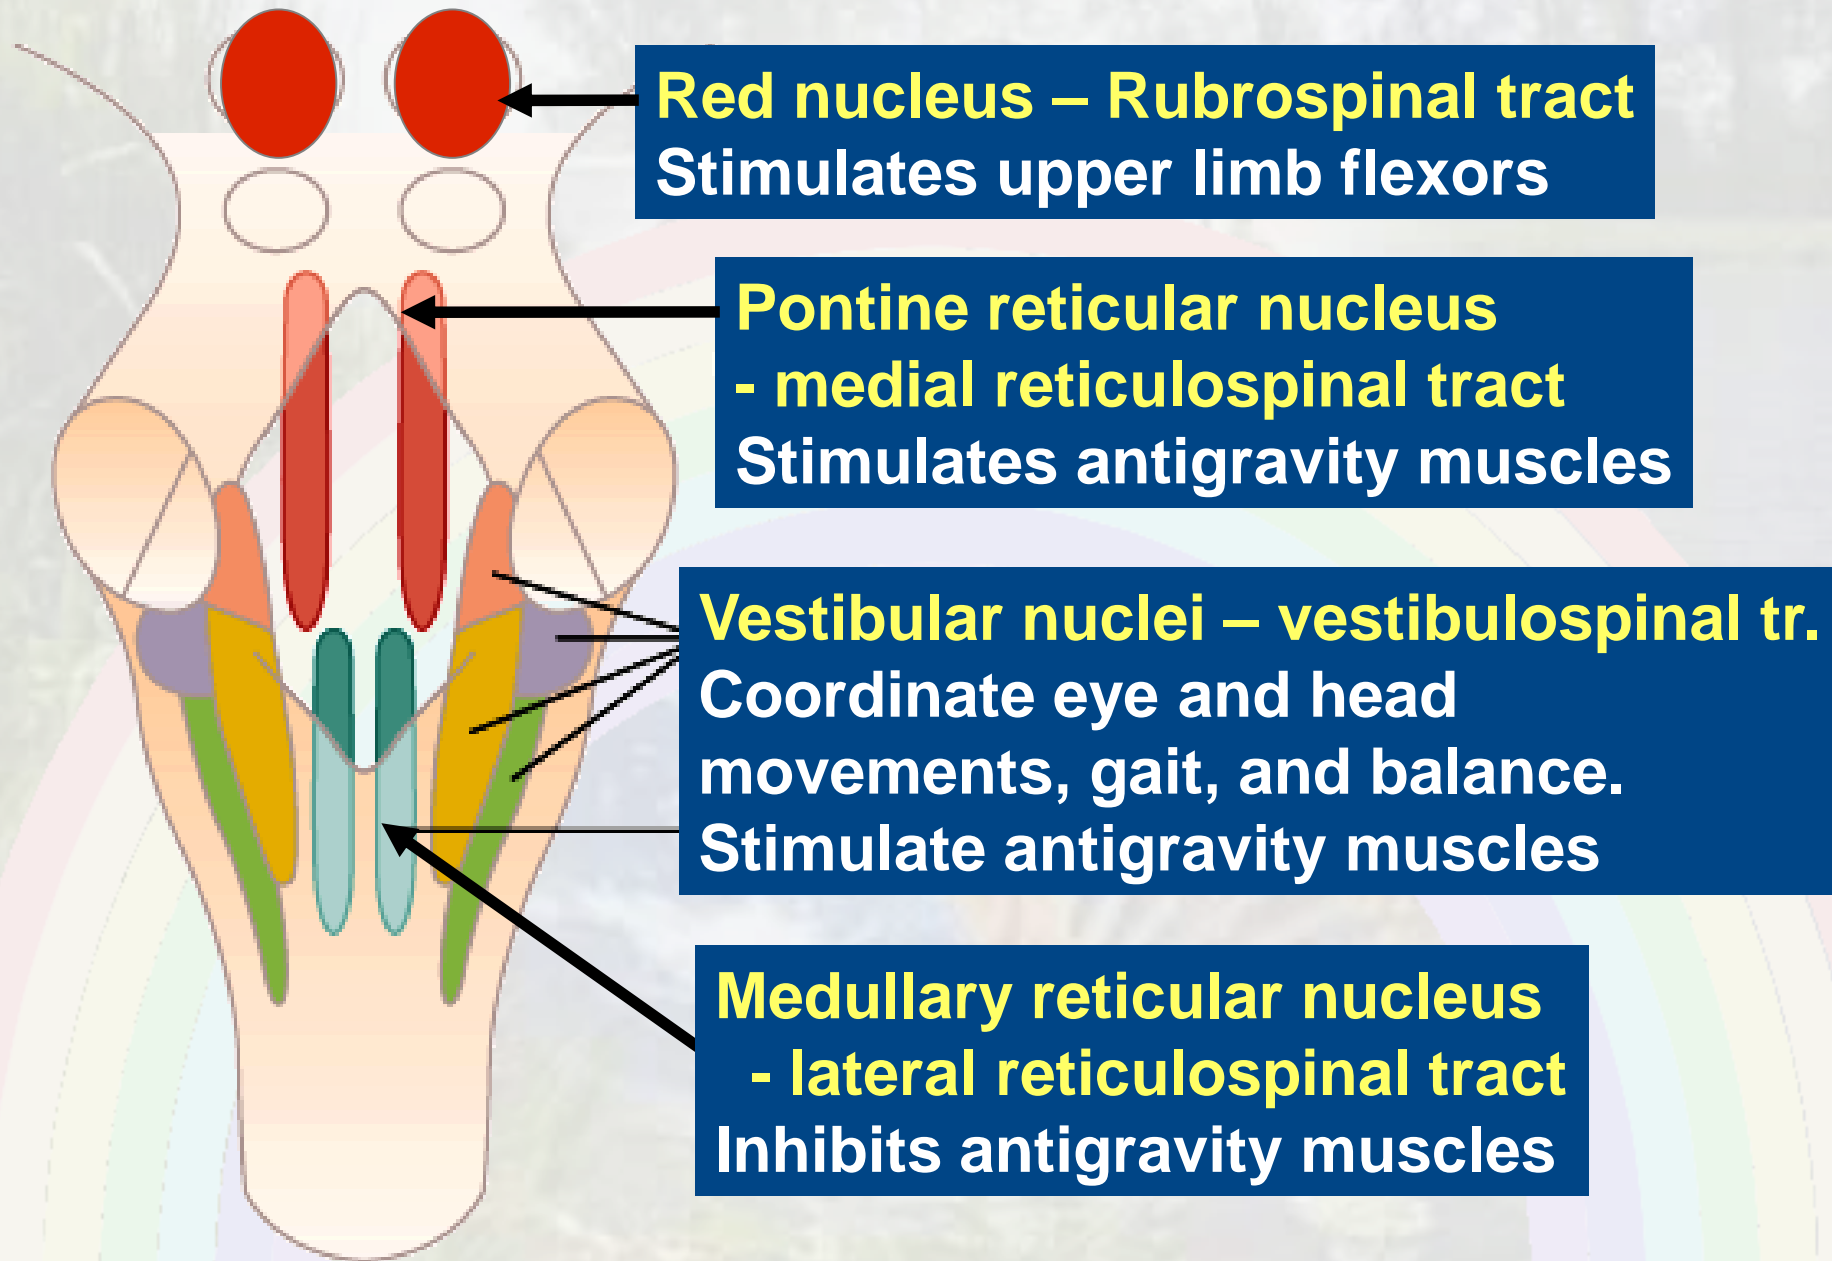 Red nucleus – Rubrospinal tract
Stimulates upper limb flexors
Pontine reticular nucleus
- medial reticulospinal tract
Stimulates antigravity muscles
Vestibular nuclei – vestibulospinal tr.
Coordinate eye and head
movements, gait, and balance.
Stimulate antigravity muscles
Medullary reticular nucleus
- lateral reticulospinal tract
Inhibits antigravity muscles